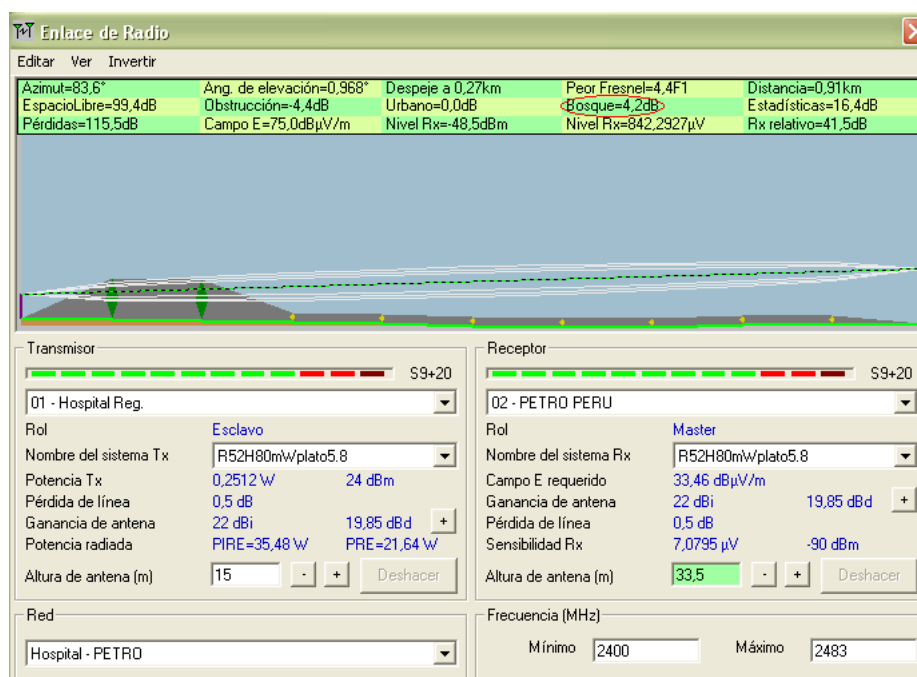 Enlace de Radio
Editar Ver Invertir
Azimut=83,6° Ang. de elevación=0,968° Despeje a 0,27km Peor Fresnel=4,4F1 Distancia=0,91km
EspacioLibre=99,4dB Obstrucción=-4,4dB Urbano=0,0dB Bosque=4,2dB Estadísticas=16,4dB
Pérdidas=115,5dB Campo E=75,0dBµV/m Nivel Rx=-48,5dBm Nivel Rx=842,2927µV Rx relativo=41,5dB
Transmisor
S9+20
01 - Hospital Reg.
Rol Esclavo
Nombre del sistema Tx R52H80mWplato5.8
Potencia Tx 0,2512 W 24 dBm
Pérdida de línea 0,5 dB
Ganancia de antena 22 dBi 19,85 dBd +
Potencia radiada PIRE=35,48 W PRE=21,64 W
Altura de antena (m) 15 - + Deshacer
Red
Hospital - PETRO
Receptor
S9+20
02 - PETRO PERU
Rol Master
Nombre del sistema Rx R52H80mWplato5.8
Campo E requerido 33,46 dBµV/m
Ganancia de antena 22 dBi 19,85 dBd +
Pérdida de línea 0,5 dB
Sensibilidad Rx 7,0795 µV -90 dBm
Altura de antena (m) 33,5 - + Deshacer
Frecuencia (MHz)
Mínimo 2400 Máximo 2483